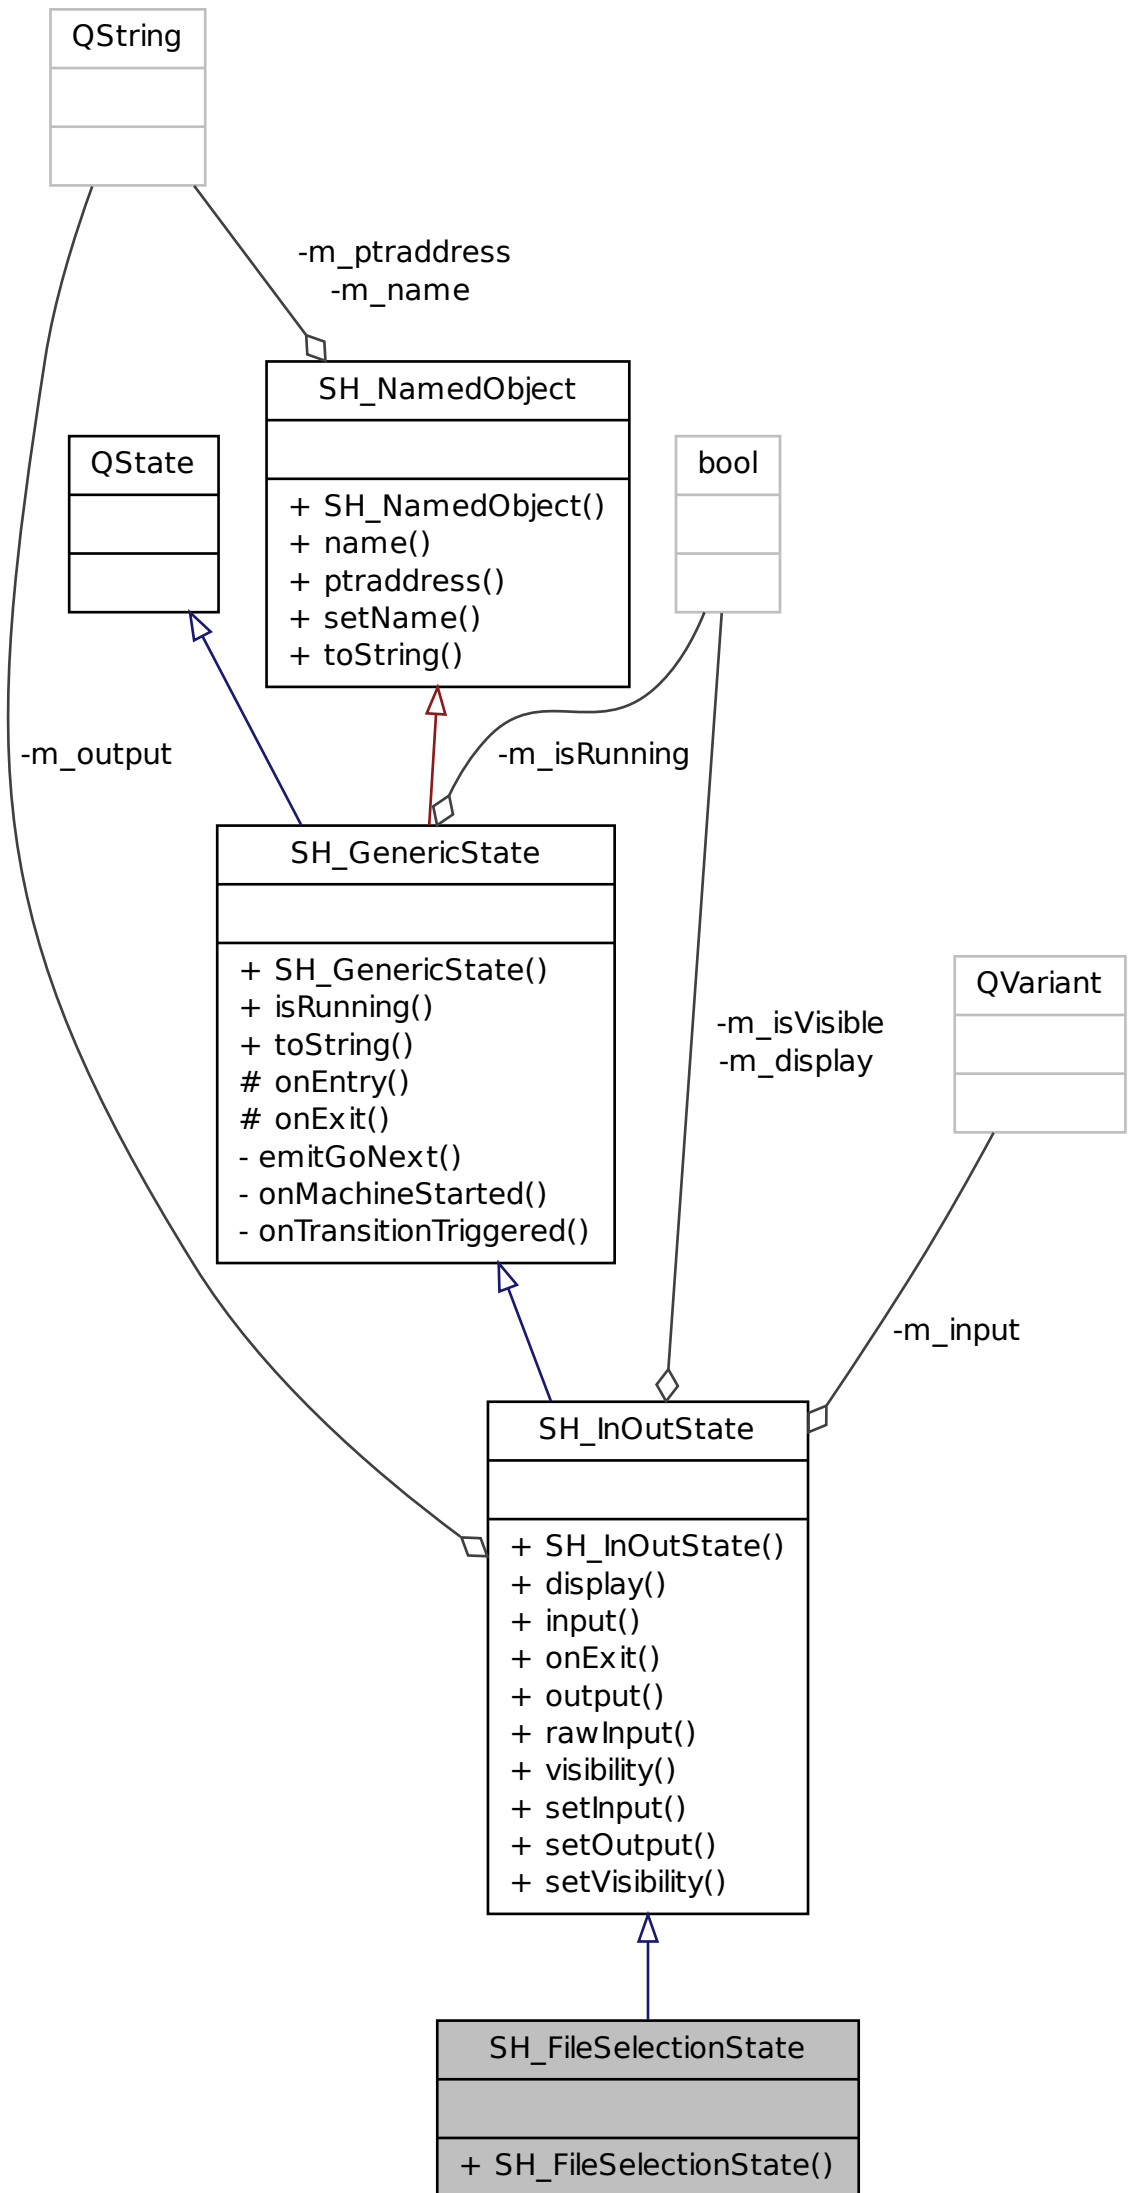 QString
-m_ptraddress
-m_name
SH_NamedObject
+ SH_NamedObject()
+ name()
+ ptraddress()
+ setName()
+ toString()
QState
bool
-m_output
-m_isRunning
SH_GenericState
+ SH_GenericState()
+ isRunning()
+ toString()
# onEntry()
# onExit()
- emitGoNext()
- onMachineStarted()
- onTransitionTriggered()
QVariant
-m_isVisible
-m_display
-m_input
SH_InOutState
+ SH_InOutState()
+ display()
+ input()
+ onExit()
+ output()
+ rawInput()
+ visibility()
+ setInput()
+ setOutput()
+ setVisibility()
SH_FileSelectionState
+ SH_FileSelectionState()